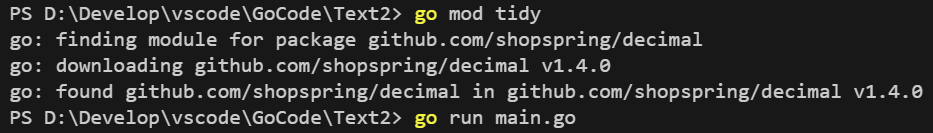 PS D:\Develop\vscode\GoCode\Text2> go mod tidy
go: finding module for package github.com/shopspring/decimal
go: downloading github.com/shopspring/decimal v1.4.0
go: found github.com/shopspring/decimal in github.com/shopspring/decimal v1.4.0
PS D:\Develop\vscode\GoCode\Text2> go run main.go